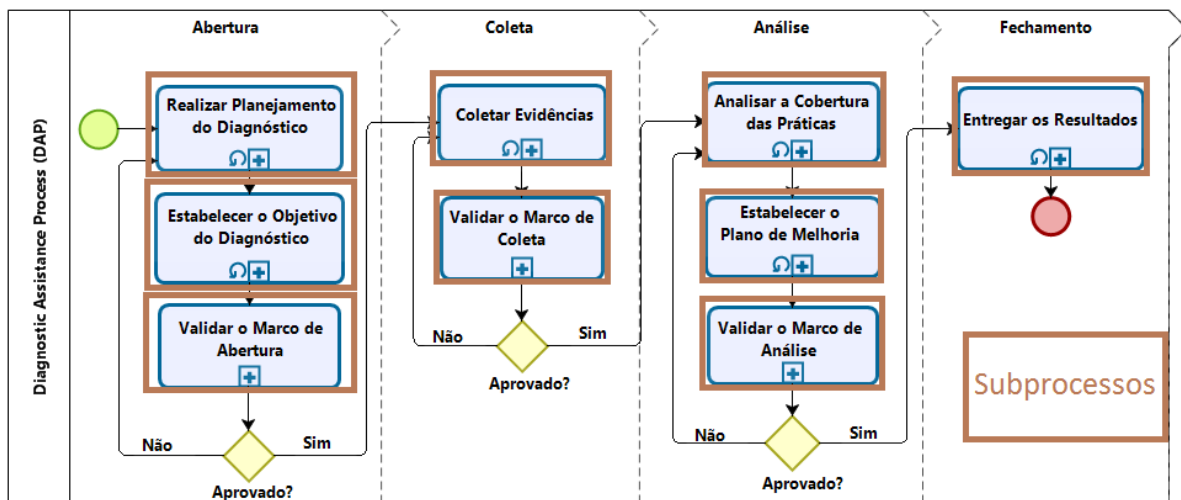 Diagnostic Assistance Process (DAP)
Abertura
Coleta
Análise
Fechamento
Realizar Planejamento
do Diagnóstico
Estabelecer o Objetivo
do Diagnóstico
Validar o Marco de
Abertura
Não
Sim
Aprovado?
Coletar Evidências
Validar o Marco de
Coleta
Não
Sim
Aprovado?
Analisar a Cobertura
das Práticas
Estabelecer o
Plano de Melhoria
Validar o Marco de
Análise
Não
Sim
Aprovado?
Entregar os Resultados
Subprocessos